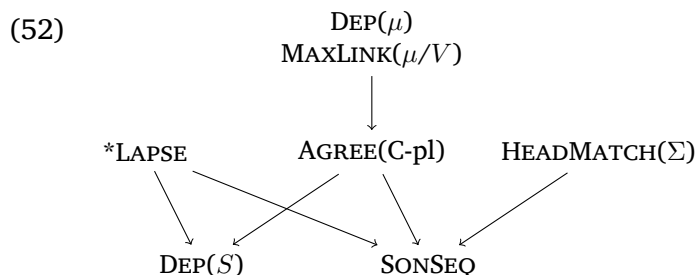 (52)
DEP(μ)
MAXLINK(μ/V)
*LAPSE AGREE(C-pl) HEADMATCH(Σ)
DEP(S) SONSEQ